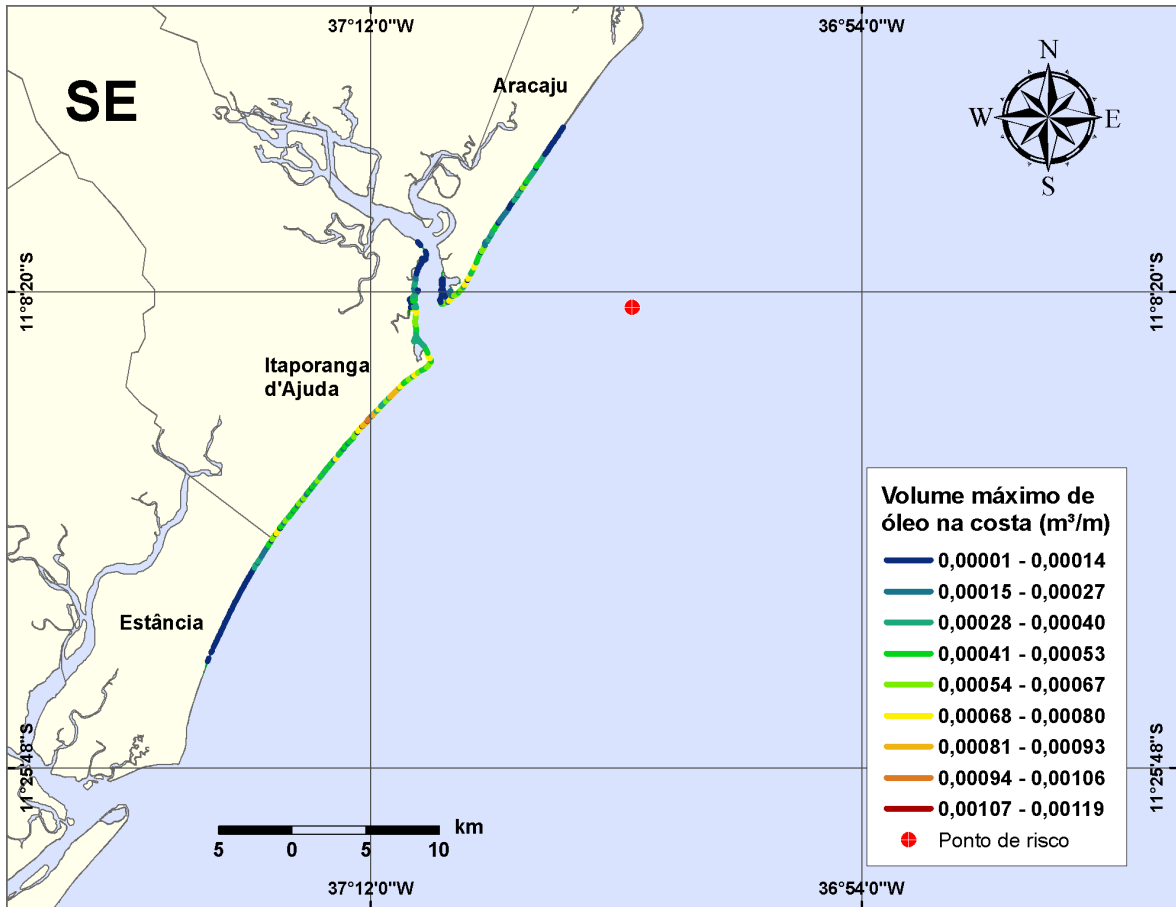 37°12'0"W
36°54'0"W
SE
Aracaju
N
W
E
S
11°8'20"S
11°8'20"S
Itaporanga
d'Ajuda
Estância
Volume máximo de
óleo na costa (m³/m)
0,00001 - 0,00014
0,00015 - 0,00027
0,00028 - 0,00040
0,00041 - 0,00053
0,00054 - 0,00067
0,00068 - 0,00080
0,00081 - 0,00093
0,00094 - 0,00106
0,00107 - 0,00119
Ponto de risco
11°25'48"S
11°25'48"S
km
5 0 5 10
37°12'0"W
36°54'0"W